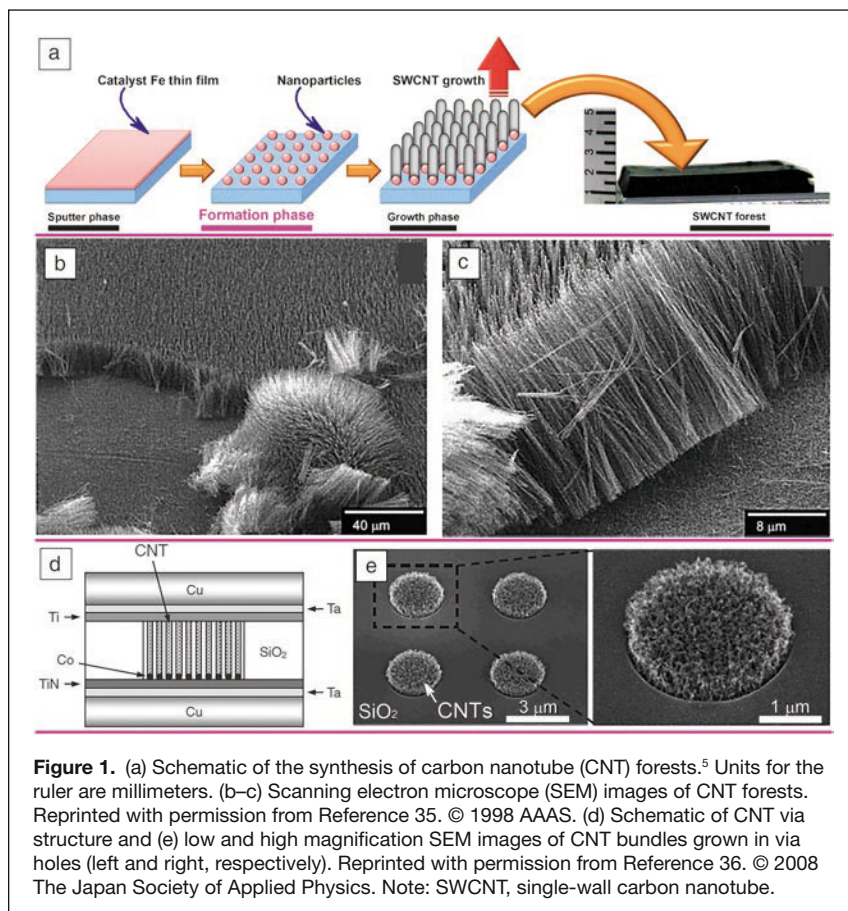 a
Catalyst Fe thin film
Nanoparticles
SWCNT growth
5
4
3
2
1
Sputter phase
Formation phase
Growth phase
SWCNT forest
b
40 μm
c
8 μm
d
CNT
Cu
Ti
Ta
Co
SiO₂
TiN
Ta
Cu
e
SiO₂
CNTs
3 μm
1 μm
Figure 1. (a) Schematic of the synthesis of carbon nanotube (CNT) forests.⁵ Units for the
ruler are millimeters. (b–c) Scanning electron microscope (SEM) images of CNT forests.
Reprinted with permission from Reference 35. © 1998 AAAS. (d) Schematic of CNT via
structure and (e) low and high magnification SEM images of CNT bundles grown in via
holes (left and right, respectively). Reprinted with permission from Reference 36. © 2008
The Japan Society of Applied Physics. Note: SWCNT, single-wall carbon nanotube.